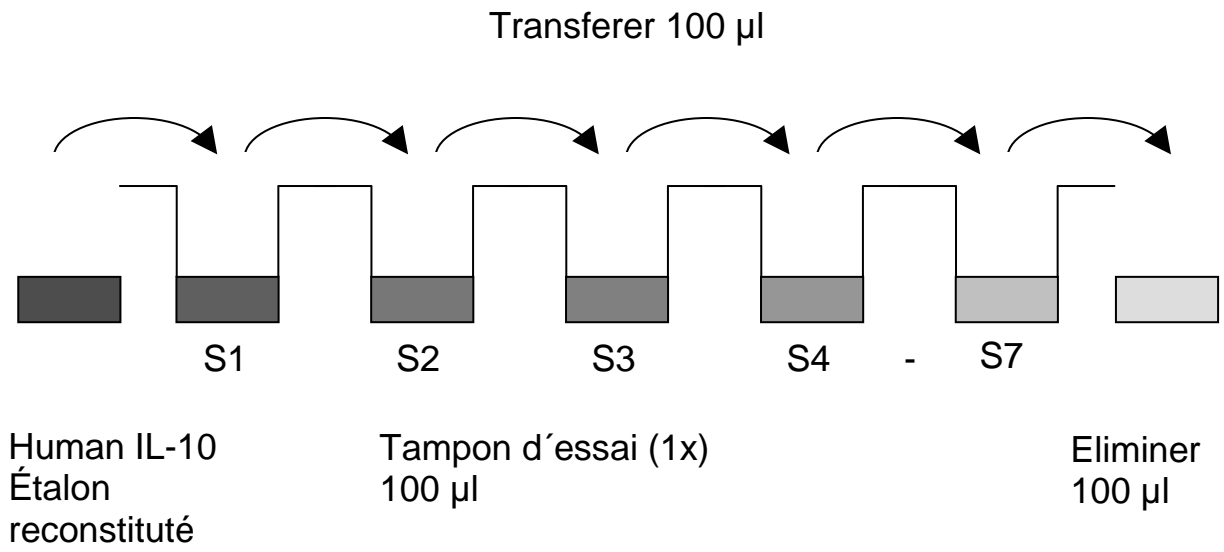 Transferer 100 µl
S1 S2 S3 S4 - S7
Human IL-10
Étalon
reconstitué
Tampon d´essai (1x)
100 µl
Eliminer
100 µl